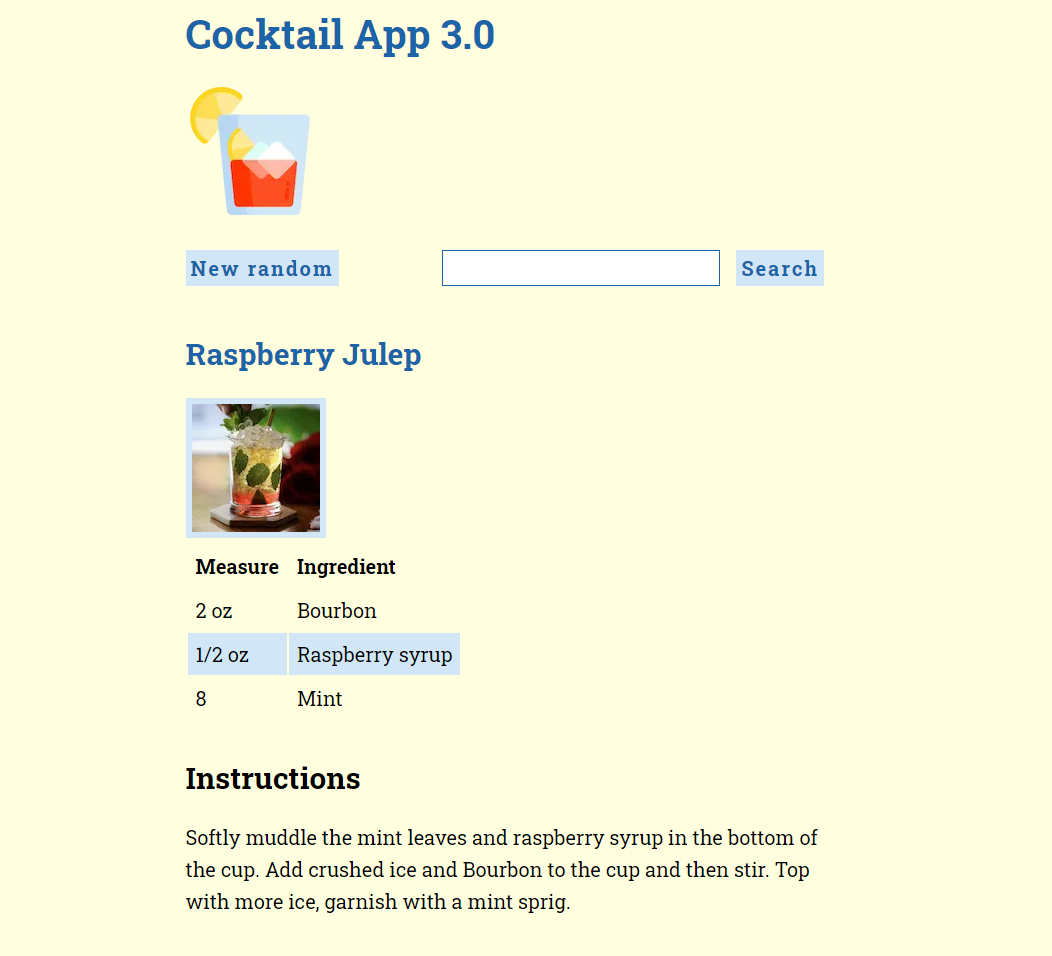 Cocktail App 3.0
New random
Search
Raspberry Julep
Measure Ingredient
2 oz Bourbon
1/2 oz Raspberry syrup
8 Mint
Instructions
Softly muddle the mint leaves and raspberry syrup in the bottom of
the cup. Add crushed ice and Bourbon to the cup and then stir. Top
with more ice, garnish with a mint sprig.